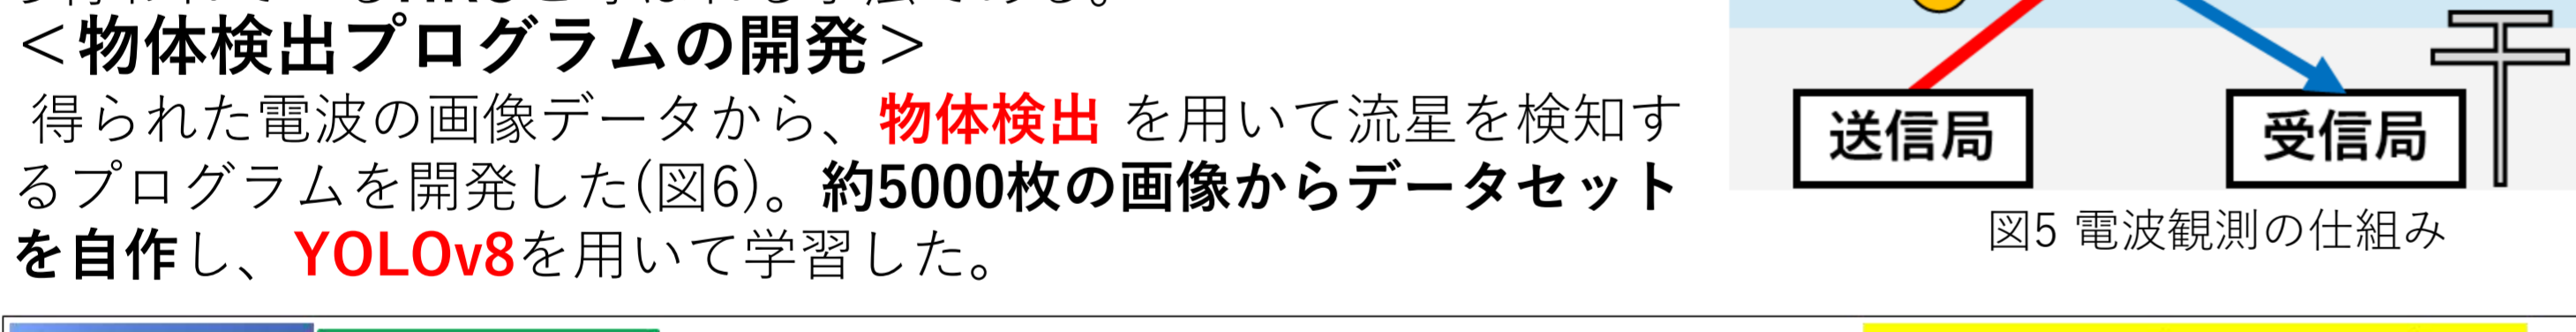 ＜物体検出プログラムの開発＞
得られた電波の画像データから、物体検出 を用いて流星を検知す
るプログラムを開発した(図6)。約5000枚の画像からデータセット
を自作し、YOLOv8を用いて学習した。
送信局
受信局
図5 電波観測の仕組み